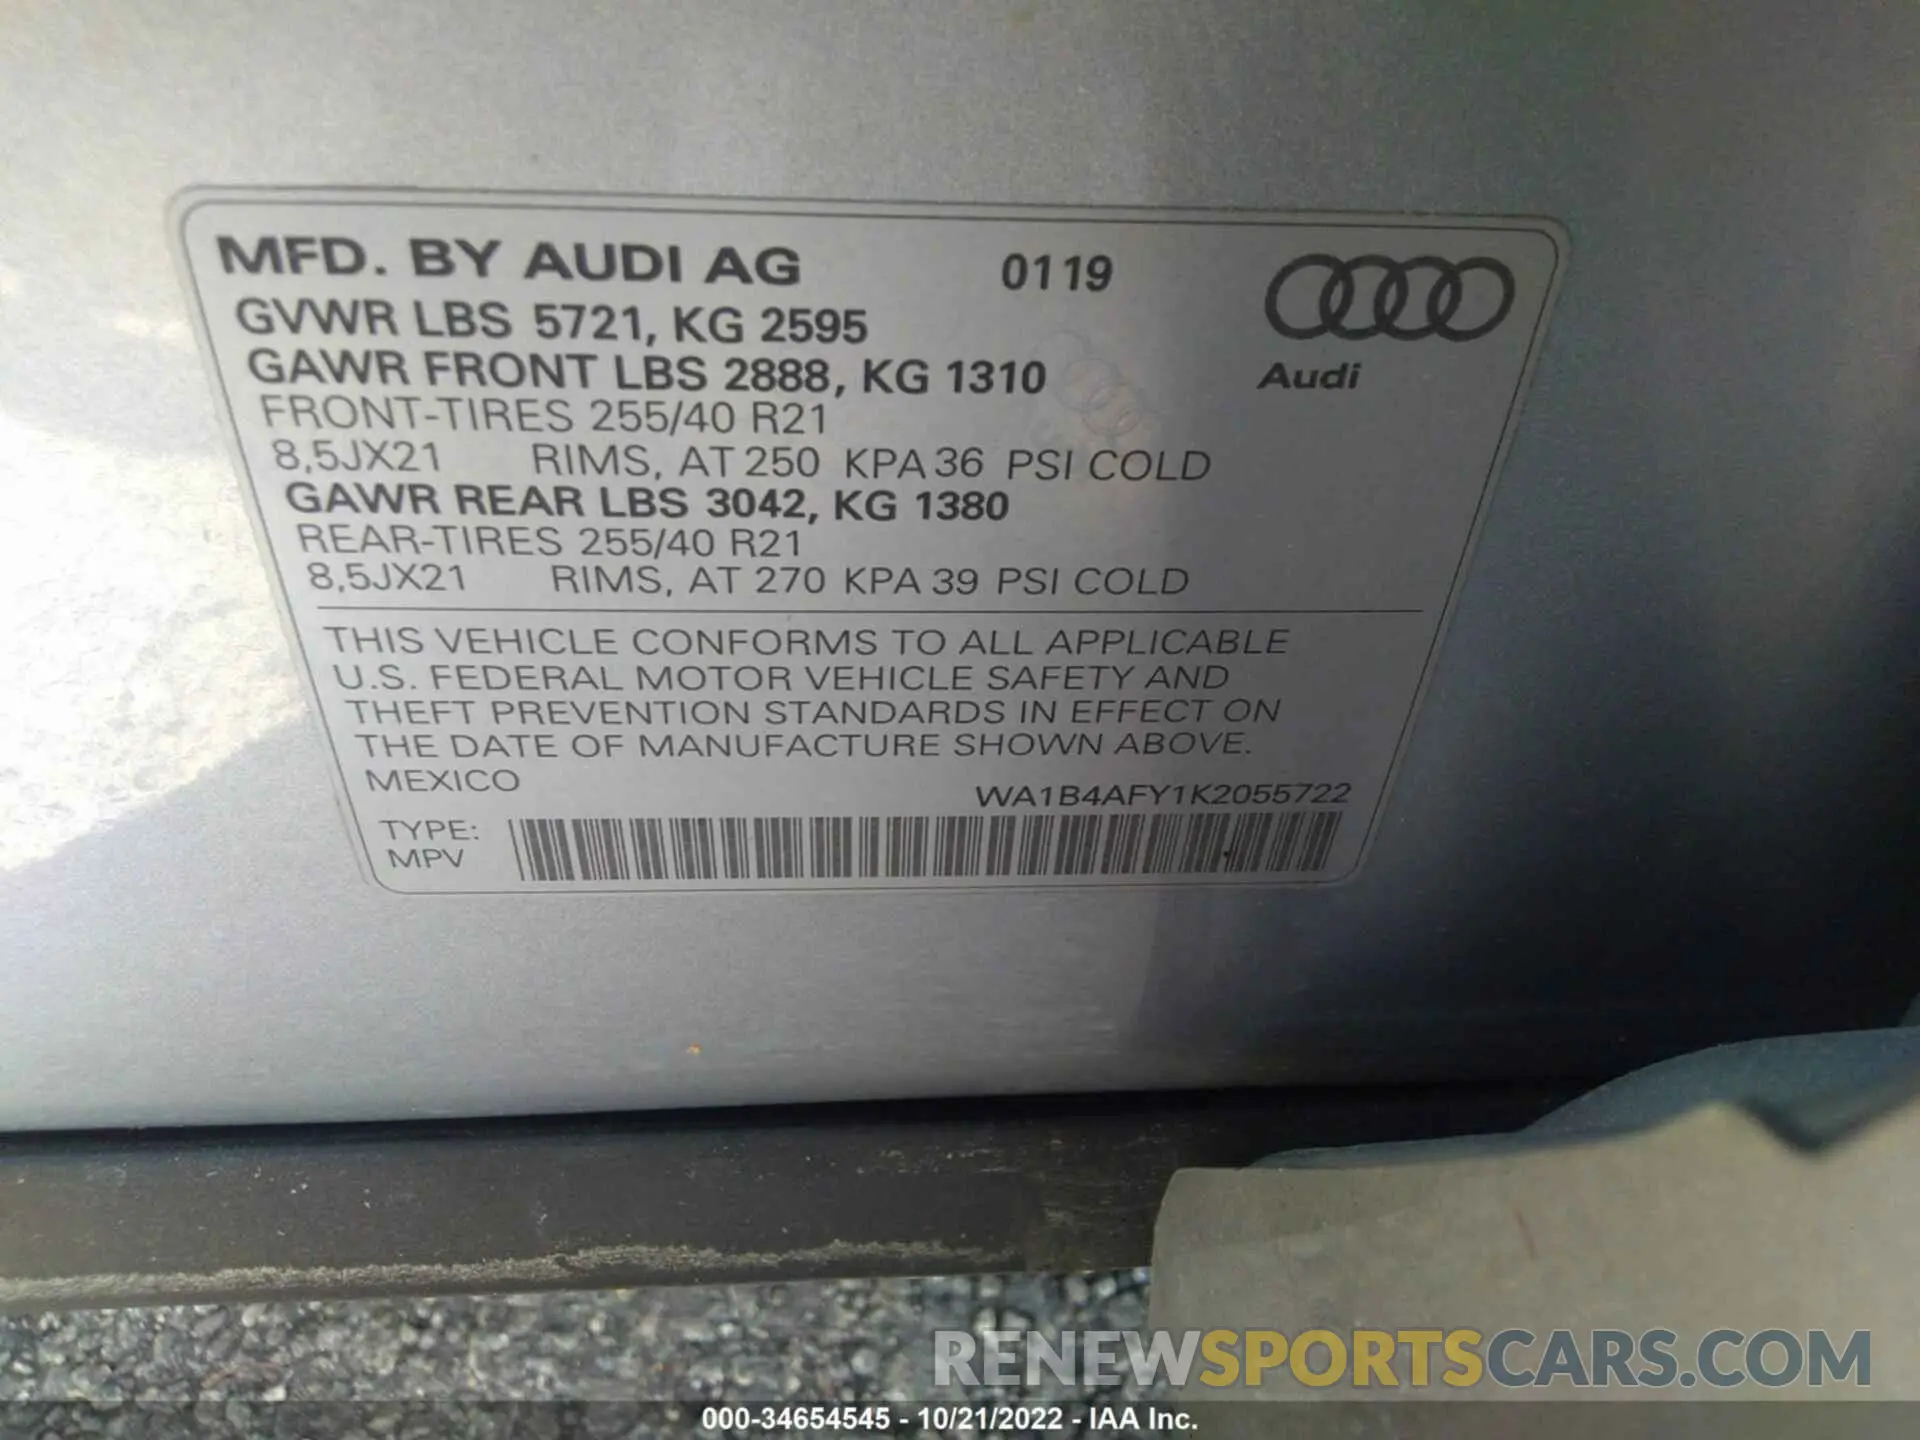 MFD. BY AUDI AG 0119
GVWR LBS 5721, KG 2595
GAWR FRONT LBS 2888, KG 1310
Audi
FRONT-TIRES 255/40 R21
8,5JX21 RIMS, AT 250 KPA 36 PSI COLD
GAWR REAR LBS 3042, KG 1380
REAR-TIRES 255/40 R21
8,5JX21 RIMS, AT 270 KPA 39 PSI COLD
THIS VEHICLE CONFORMS TO ALL APPLICABLE
U.S. FEDERAL MOTOR VEHICLE SAFETY AND
THEFT PREVENTION STANDARDS IN EFFECT ON
THE DATE OF MANUFACTURE SHOWN ABOVE.
MEXICO WA1B4AFY1K2055722
TYPE:
MPV
RENEWSPORTSCARS.COM
000-34654545 - 10/21/2022 - IAA Inc.